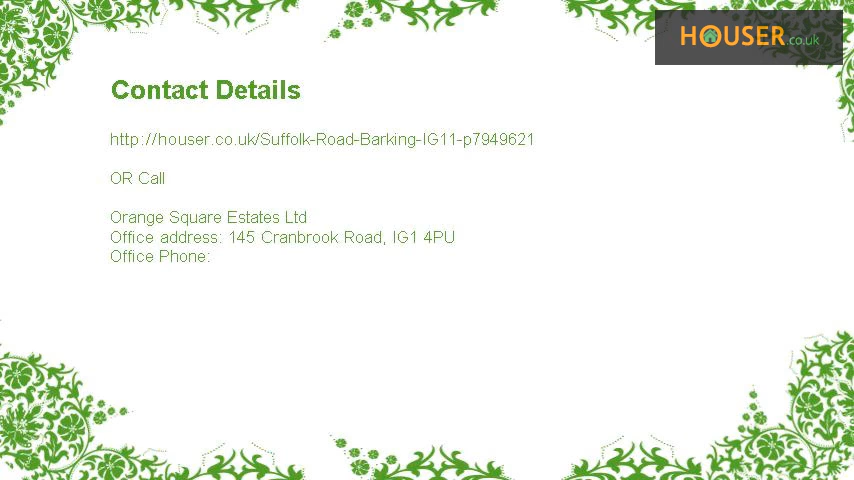 HOUSER.co.uk
Contact Details
http://houser.co.uk/Suffolk-Road-Barking-IG11-p7949621
OR Call
Orange Square Estates Ltd
Office address: 145 Cranbrook Road, IG1 4PU
Office Phone: